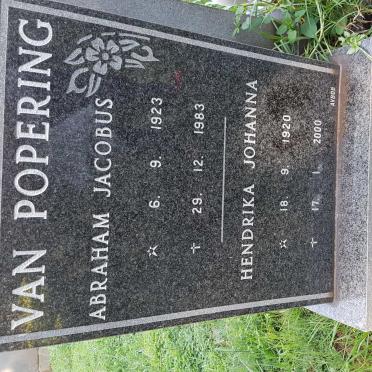 VAN POPERING
ABRAHAM JACOBUS
☆ 6. 9. 1923
† 29. 12. 1983
HENDRIKA JOHANNA
☆ 18. 9. 1920
† 17. 1. 2000